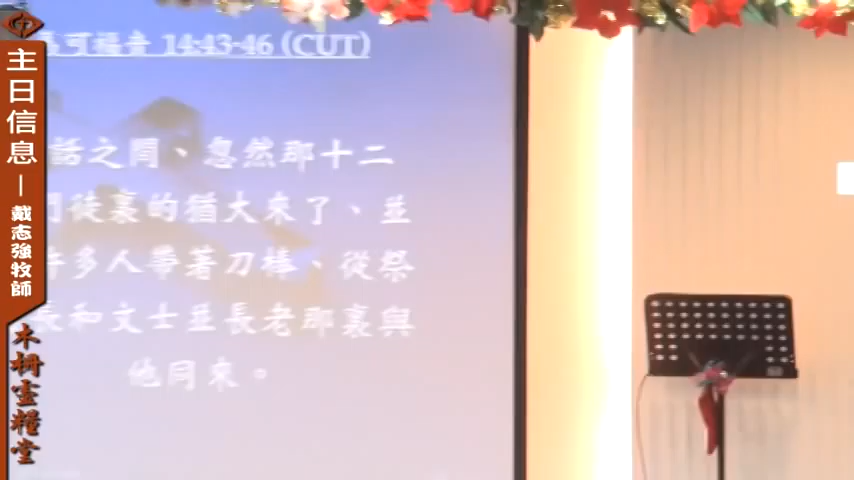 主日信息
戴志強牧師
木柵靈糧堂
可福音 14:43-46 (CUT)
話之間、忽然那十二
門徒裏的猶大來了、並
許多人帶著刀棒、從祭
長和文士並長老那裏與
他同來。